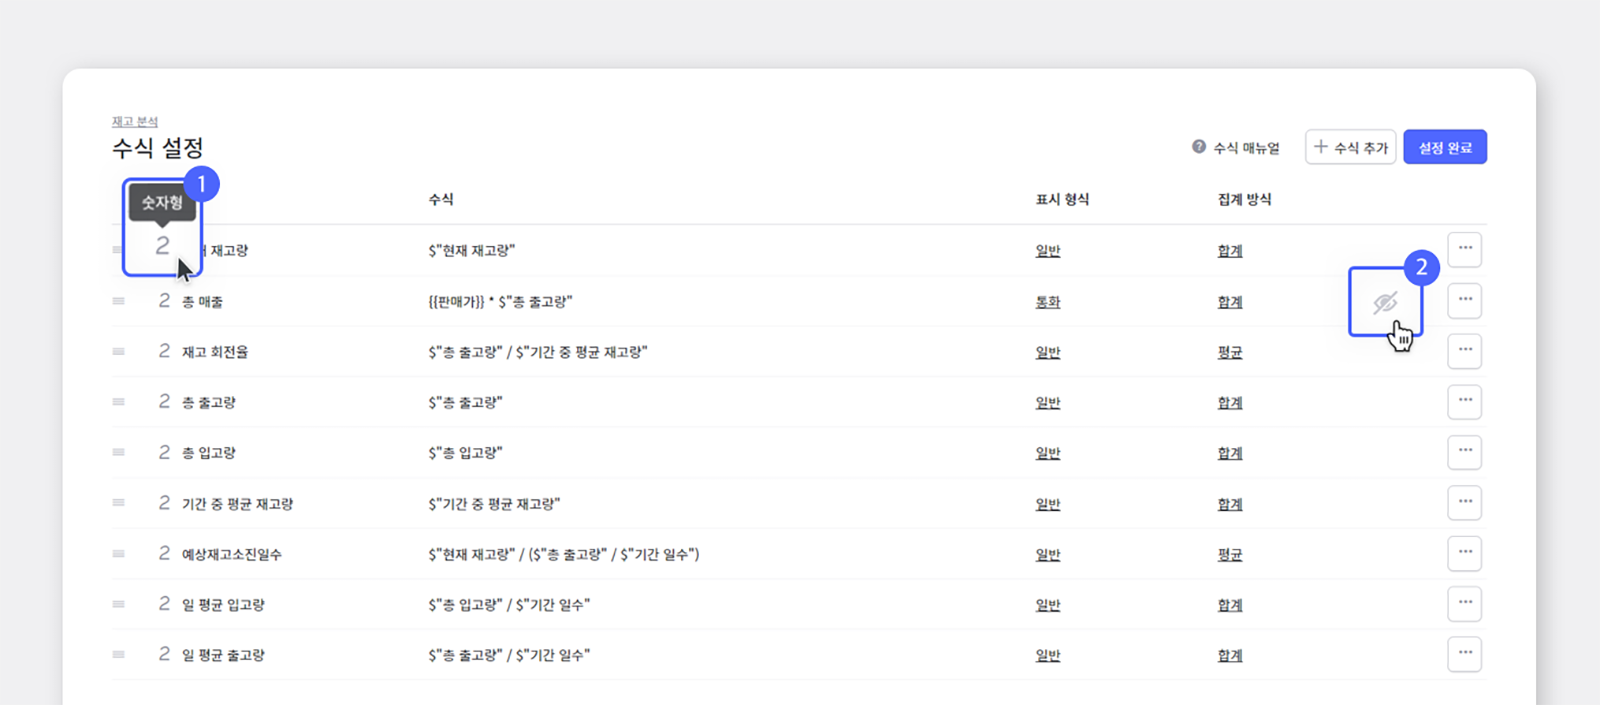 재고 분석
수식 설정
? 수식 매뉴얼
+ 수식 추가
설정 완료
1
숫자형
수식
표시 형식
집계 방식
2 재고량 $"현재 재고량" 일반 합계 ...
2
2 총 매출 {{판매가}} * $"총 출고량" 통화 합계 ...
2 재고 회전율 $"총 출고량" / $"기간 중 평균 재고량" 일반 평균 ...
2 총 출고량 $"총 출고량" 일반 합계 ...
2 총 입고량 $"총 입고량" 일반 합계 ...
2 기간 중 평균 재고량 $"기간 중 평균 재고량" 일반 합계 ...
2 예상재고소진일수 $"현재 재고량" / ($"총 출고량" / $"기간 일수") 일반 평균 ...
2 일 평균 입고량 $"총 입고량" / $"기간 일수" 일반 합계 ...
2 일 평균 출고량 $"총 출고량" / $"기간 일수" 일반 합계 ...